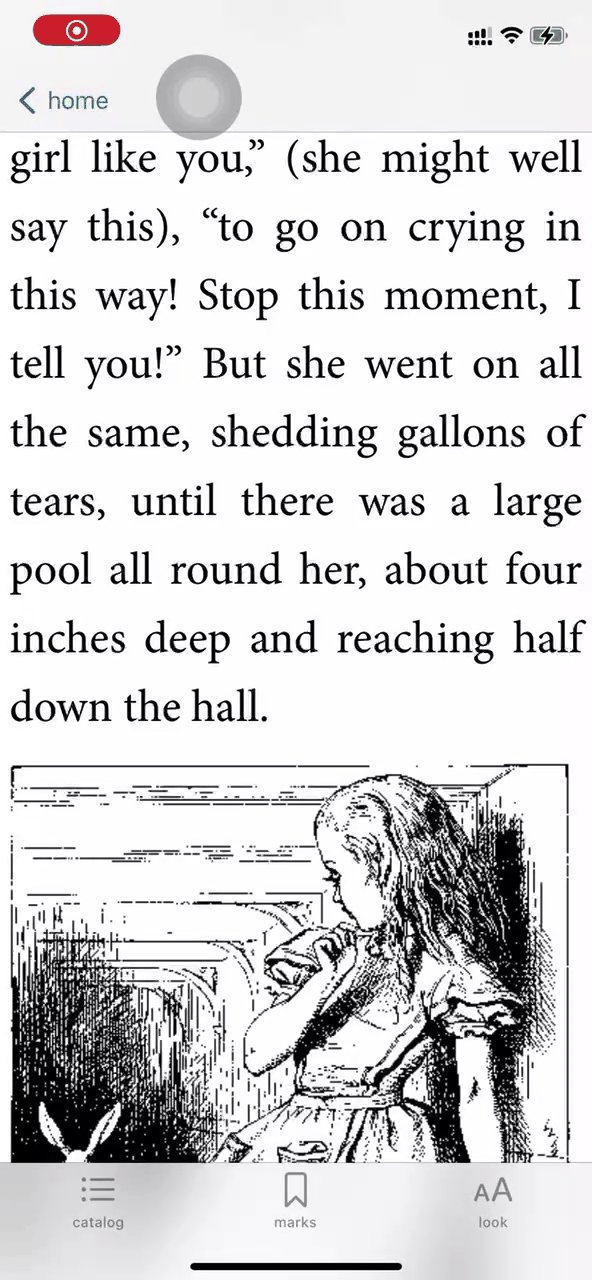 home
girl like you,” (she might well
say this), “to go on crying in
this way! Stop this moment, I
tell you!” But she went on all
the same, shedding gallons of
tears, until there was a large
pool all round her, about four
inches deep and reaching half
down the hall.
catalog
marks
AA
look